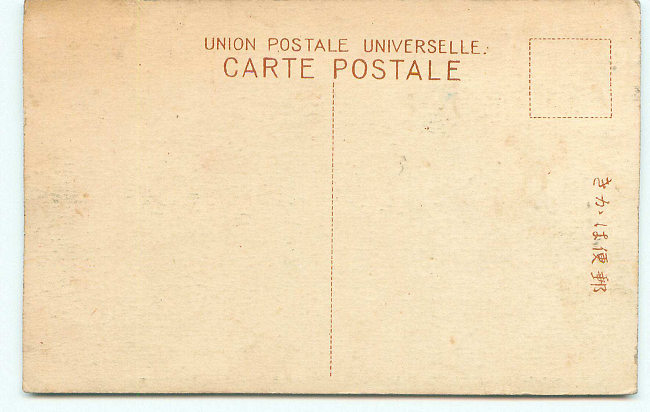 UNION POSTALE UNIVERSELLE.
CARTE POSTALE
郵便はかき